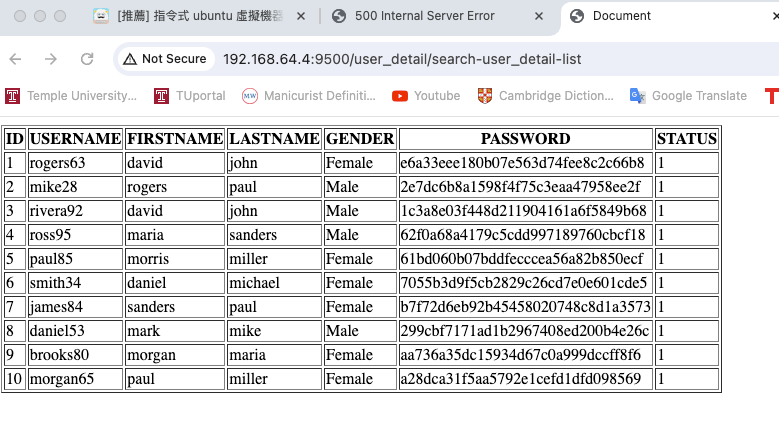 [推薦] 指令式 ubuntu 虛擬機器
500 Internal Server Error
Document
Not Secure 192.168.64.4:9500/user_detail/search-user_detail-list
Temple University... TUportal Manicurist Definiti... Youtube Cambridge Diction... Google Translate
ID USERNAME FIRSTNAME LASTNAME GENDER PASSWORD STATUS
1 rogers63 david john Female e6a33eee180b07e563d74fee8c2c66b8 1
2 mike28 rogers paul Male 2e7dc6b8a1598f4f75c3eaa47958ee2f 1
3 rivera92 david john Male 1c3a8e03f448d211904161a6f5849b68 1
4 ross95 maria sanders Male 62f0a68a4179c5cdd997189760cbcf18 1
5 paul85 morris miller Female 61bd060b07bddfecccea56a82b850ecf 1
6 smith34 daniel michael Female 7055b3d9f5cb2829c26cd7e0e601cde5 1
7 james84 sanders paul Female b7f72d6eb92b45458020748c8d1a3573 1
8 daniel53 mark mike Male 299cbf7171ad1b2967408ed200b4e26c 1
9 brooks80 morgan maria Female aa736a35dc15934d67c0a999dccff8f6 1
10 morgan65 paul miller Female a28dca31f5aa5792e1cefd1dfd098569 1